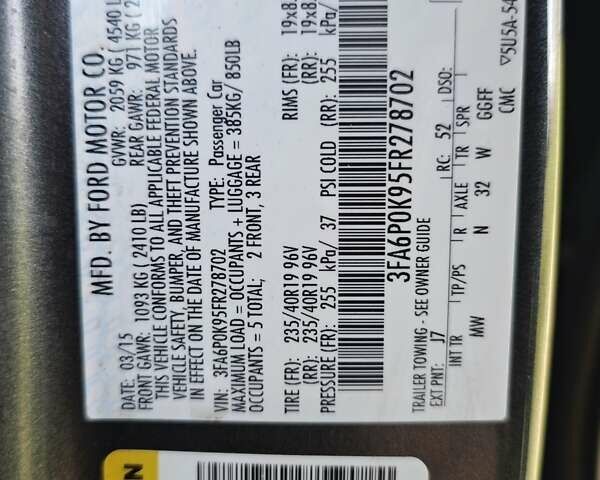 MFD. BY FORD MOTOR CO.
DATE: 03/15 GVWR: 2059 KG ( 4540 L
FRONT GAWR: 1093 KG ( 2410 LB) REAR GAWR: 971 KG ( 2
THIS VEHICLE CONFORMS TO ALL APPLICABLE FEDERAL MOTOR
VEHICLE SAFETY, BUMPER, AND THEFT PREVENTION STANDARDS
IN EFFECT ON THE DATE OF MANUFACTURE SHOWN ABOVE.
VIN: 3FA6P0K95FR278702 TYPE: Passenger Car
MAXIMUM LOAD = OCCUPANTS + LUGGAGE = 385KG/ 850LB
OCCUPANTS = 5 TOTAL; 2 FRONT, 3 REAR
TIRE (FR): 235/40R19 96V RIMS (FR): 19x8.
(RR): 235/40R19 96V (RR): 19x8.
PRESSURE (FR): 255 kPa/ 37 PSI COLD (RR): 255 kPa/
3FA6P0K95FR278702
TRAILER TOWING - SEE OWNER GUIDE
EXT PNT: J7 RC: 52 DSO:
INT TR TP/PS R AXLE TR SPR
MW N 32 W GGFF
CMC ▽5U5A-54
N